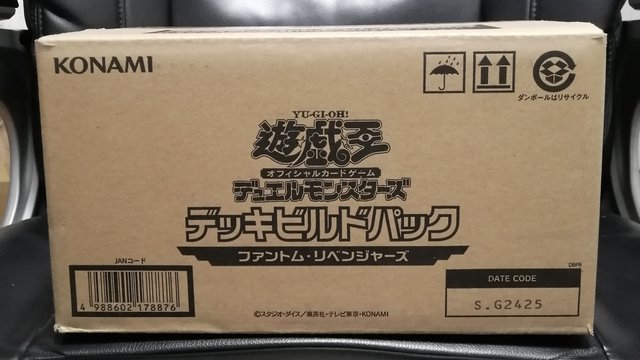 KONAMI
ダンボールはリサイクル
YU-GI-OH!
遊戯王
オフィシャルカードゲーム
デュエルモンスターズ
デッキビルドパック
ファントム・リベンジャーズ
JANコード
4 988602 178876
DBPR
DATE CODE
S.G2425
©スタジオ・ダイス／集英社・テレビ東京・KONAMI